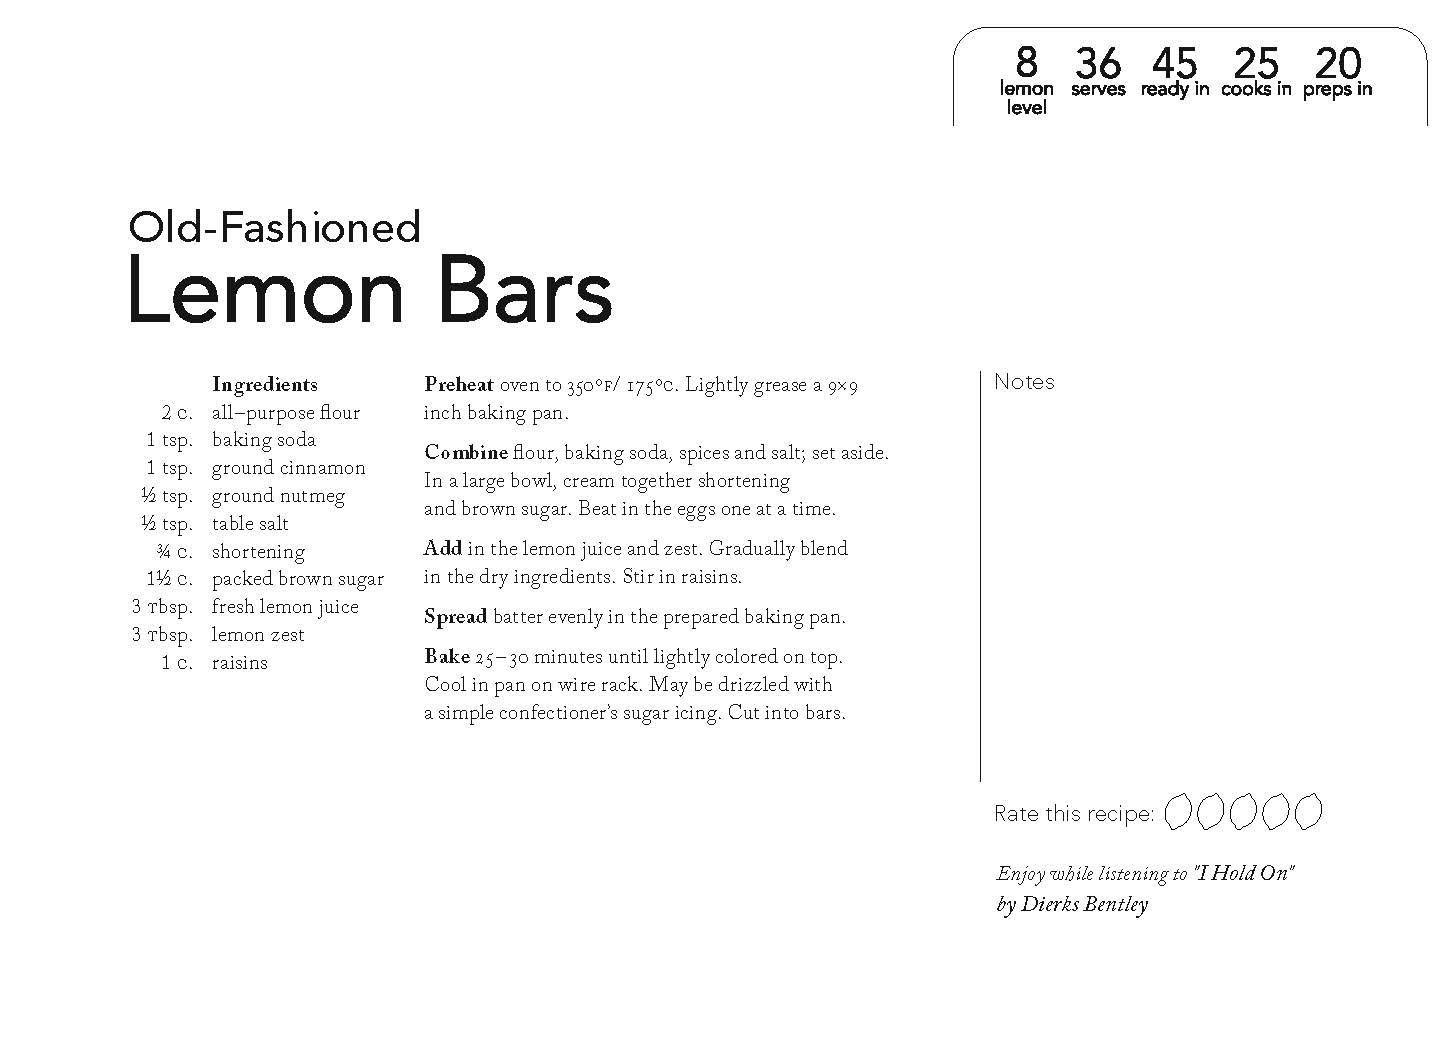 8 36 45 25 20
lemon serves ready in cooks in preps in
level
Old-Fashioned
Lemon Bars
Ingredients
2 c. all-purpose flour
1 tsp. baking soda
1 tsp. ground cinnamon
½ tsp. ground nutmeg
½ tsp. table salt
¾ c. shortening
1½ c. packed brown sugar
3 Tbsp. fresh lemon juice
3 Tbsp. lemon zest
1 c. raisins
Preheat oven to 350°F/ 175°C. Lightly grease a 9×9
inch baking pan.
Combine flour, baking soda, spices and salt; set aside.
In a large bowl, cream together shortening
and brown sugar. Beat in the eggs one at a time.
Add in the lemon juice and zest. Gradually blend
in the dry ingredients. Stir in raisins.
Spread batter evenly in the prepared baking pan.
Bake 25–30 minutes until lightly colored on top.
Cool in pan on wire rack. May be drizzled with
a simple confectioner's sugar icing. Cut into bars.
Notes
Rate this recipe:
Enjoy while listening to "I Hold On"
by Dierks Bentley